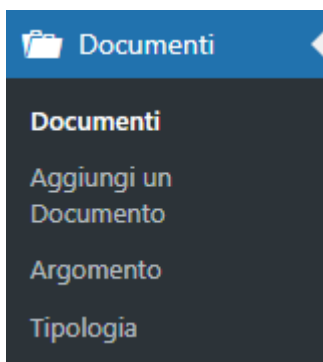 Documenti
Documenti
Aggiungi un
Documento
Argomento
Tipologia